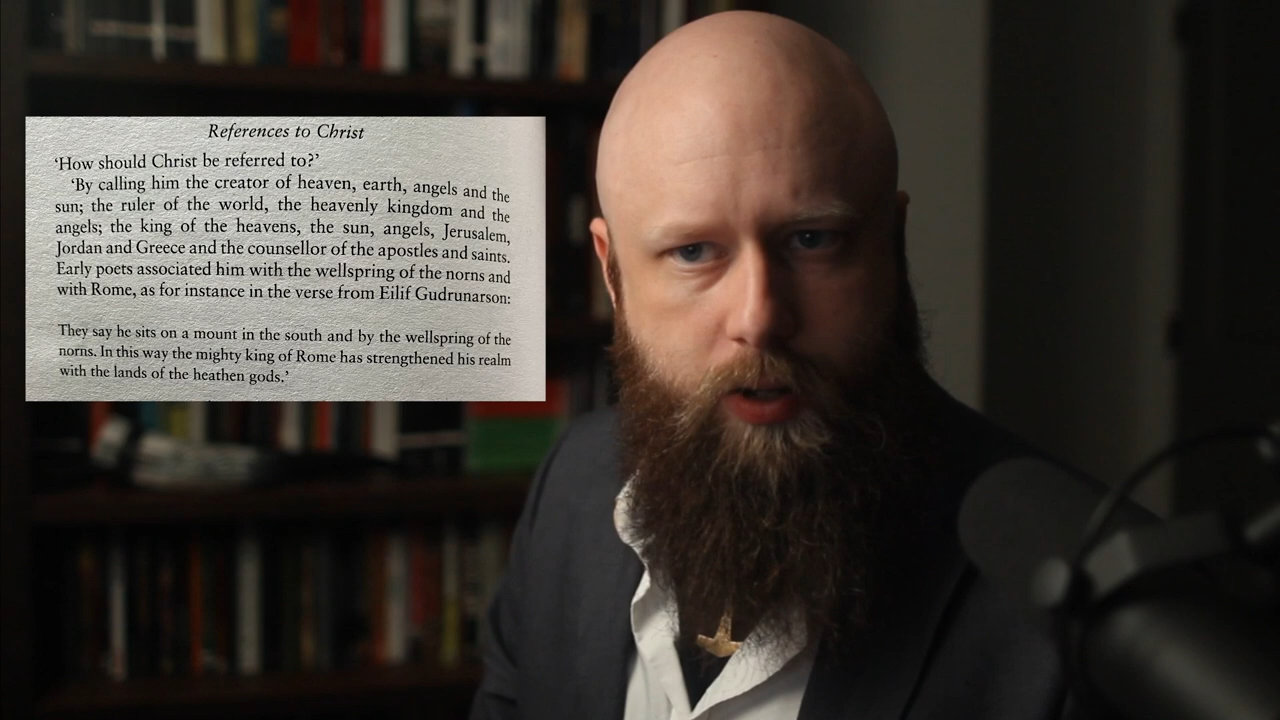 References to Christ
‘How should Christ be referred to?’
‘By calling him the creator of heaven, earth, angels and the
sun; the ruler of the world, the heavenly kingdom and the
angels; the king of the heavens, the sun, angels, Jerusalem,
Jordan and Greece and the counsellor of the apostles and saints.
Early poets associated him with the wellspring of the norns and
with Rome, as for instance in the verse from Eilif Gudrunarson:
They say he sits on a mount in the south and by the wellspring of the
norns. In this way the mighty king of Rome has strengthened his realm
with the lands of the heathen gods.’